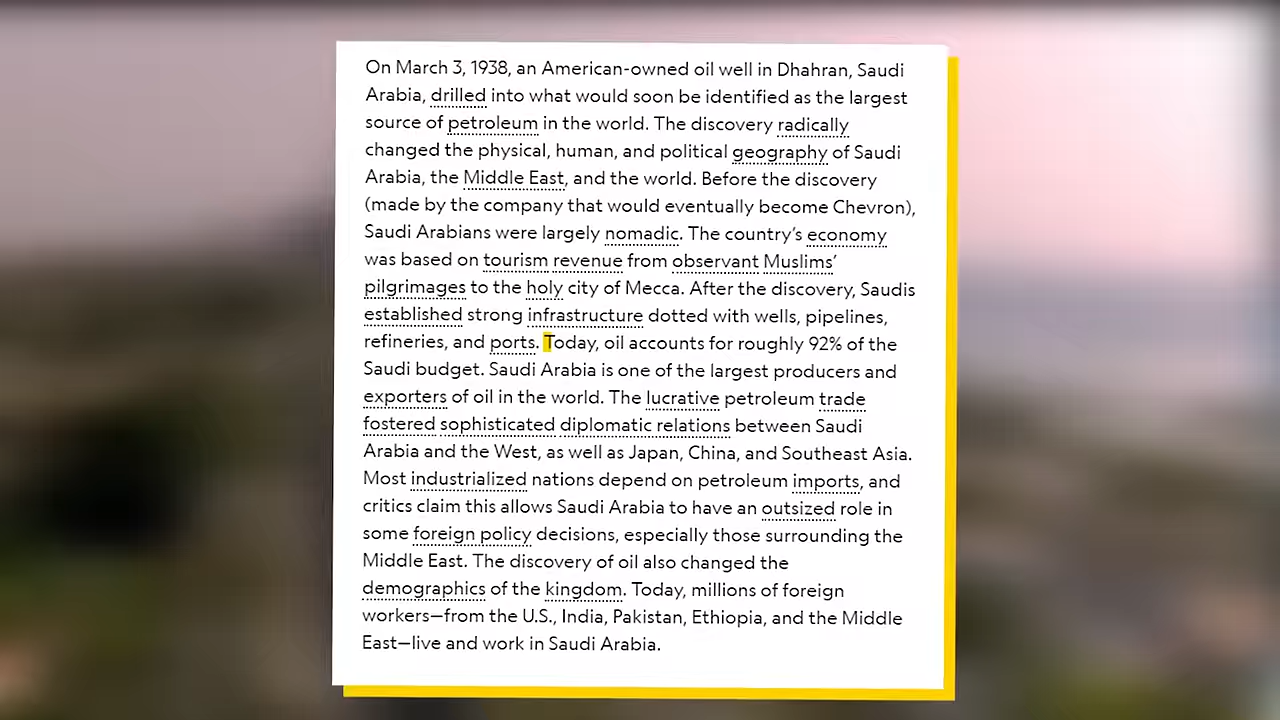 On March 3, 1938, an American-owned oil well in Dhahran, Saudi
Arabia, drilled into what would soon be identified as the largest
source of petroleum in the world. The discovery radically
changed the physical, human, and political geography of Saudi
Arabia, the Middle East, and the world. Before the discovery
(made by the company that would eventually become Chevron),
Saudi Arabians were largely nomadic. The country’s economy
was based on tourism revenue from observant Muslims’
pilgrimages to the holy city of Mecca. After the discovery, Saudis
established strong infrastructure dotted with wells, pipelines,
refineries, and ports. Today, oil accounts for roughly 92% of the
Saudi budget. Saudi Arabia is one of the largest producers and
exporters of oil in the world. The lucrative petroleum trade
fostered sophisticated diplomatic relations between Saudi
Arabia and the West, as well as Japan, China, and Southeast Asia.
Most industrialized nations depend on petroleum imports, and
critics claim this allows Saudi Arabia to have an outsized role in
some foreign policy decisions, especially those surrounding the
Middle East. The discovery of oil also changed the
demographics of the kingdom. Today, millions of foreign
workers—from the U.S., India, Pakistan, Ethiopia, and the Middle
East—live and work in Saudi Arabia.